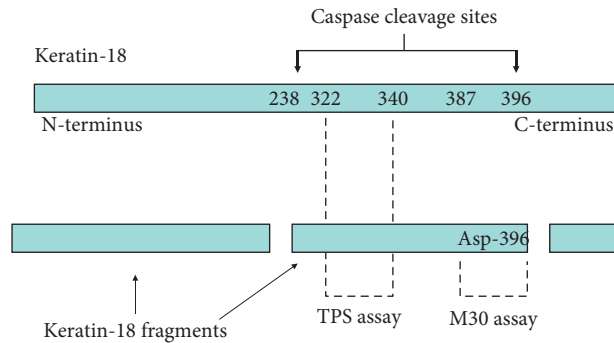 Caspase cleavage sites
Keratin-18
238 322 340 387 396
N-terminus C-terminus
Asp-396
TPS assay M30 assay
Keratin-18 fragments